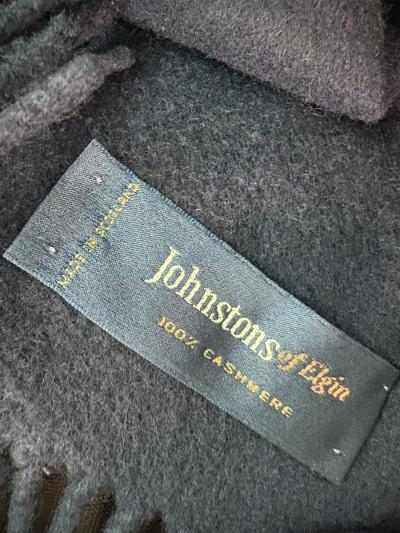 Johnstons of Elgin
100% CASHMERE
MADE IN SCOTLAND